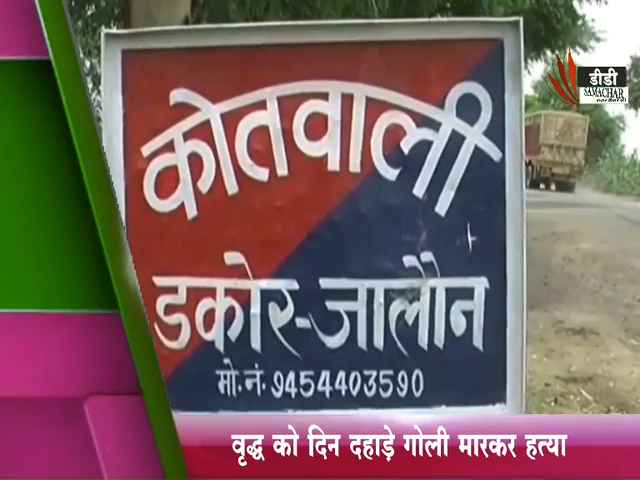 डीडी
SAMACHAR
कोतवाली
डकोर-जालौन
मो.नं. 9454403590
वृद्ध को दिन दहाड़े गोली मारकर हत्या